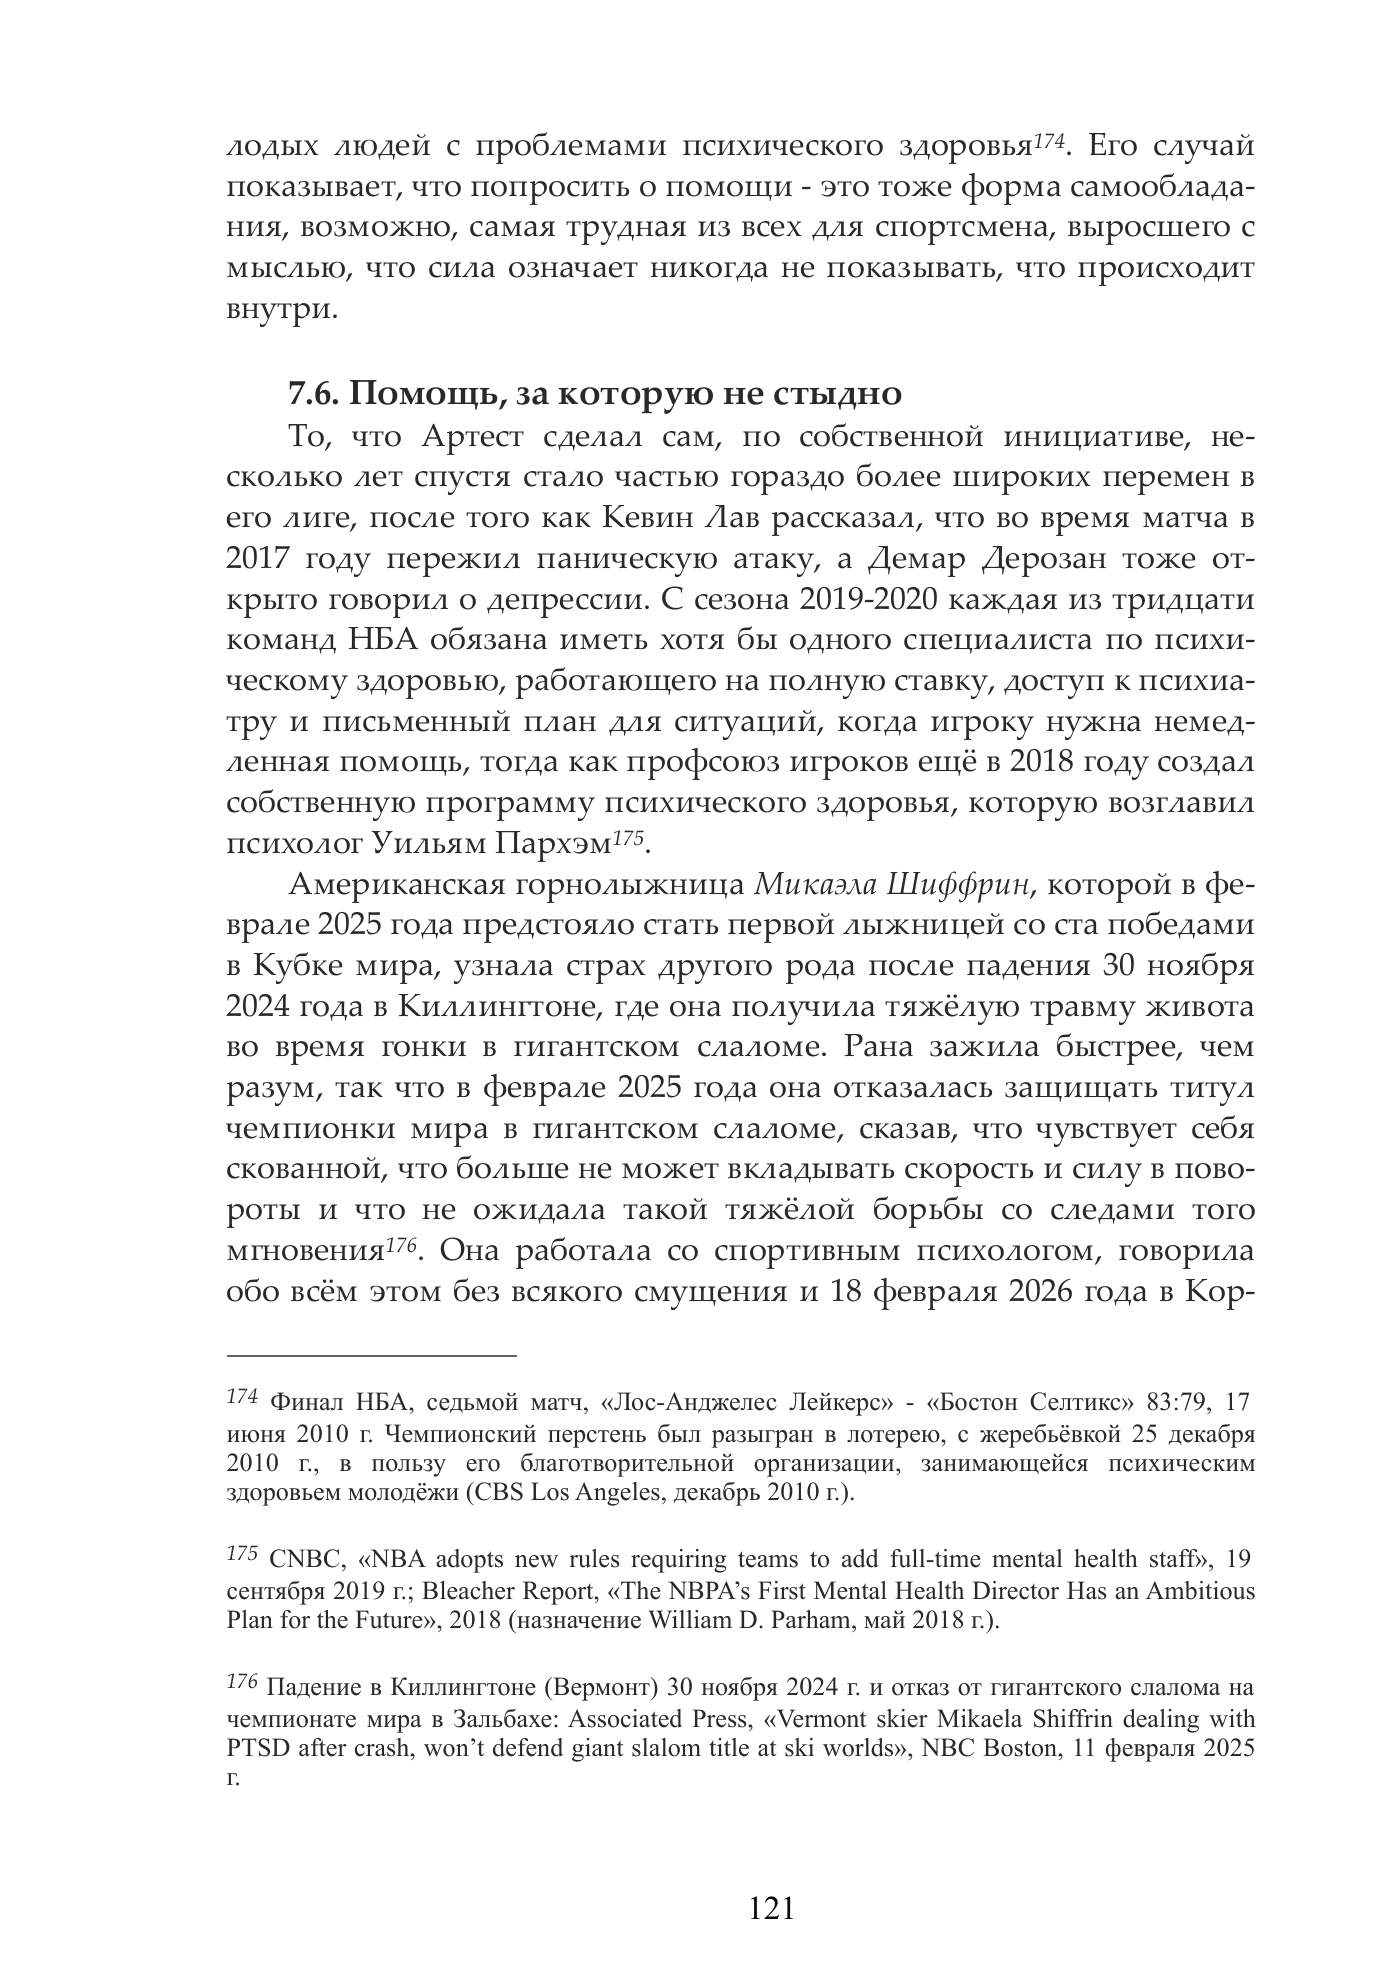 лодых людей с проблемами психического здоровья174. Его случай
показывает, что попросить о помощи - это тоже форма самооблада-
ния, возможно, самая трудная из всех для спортсмена, выросшего с
мыслью, что сила означает никогда не показывать, что происходит
внутри.
7.6. Помощь, за которую не стыдно
То, что Артест сделал сам, по собственной инициативе, не-
сколько лет спустя стало частью гораздо более широких перемен в
его лиге, после того как Кевин Лав рассказал, что во время матча в
2017 году пережил паническую атаку, а Демар Дерозан тоже от-
крыто говорил о депрессии. С сезона 2019-2020 каждая из тридцати
команд НБА обязана иметь хотя бы одного специалиста по психи-
ческому здоровью, работающего на полную ставку, доступ к психиа-
тру и письменный план для ситуаций, когда игроку нужна немед-
ленная помощь, тогда как профсоюз игроков ещё в 2018 году создал
собственную программу психического здоровья, которую возглавил
психолог Уильям Пархэм175.
Американская горнолыжница Микаэла Шиффрин, которой в фе-
врале 2025 года предстояло стать первой лыжницей со ста победами
в Кубке мира, узнала страх другого рода после падения 30 ноября
2024 года в Киллингтоне, где она получила тяжёлую травму живота
во время гонки в гигантском слаломе. Рана зажила быстрее, чем
разум, так что в феврале 2025 года она отказалась защищать титул
чемпионки мира в гигантском слаломе, сказав, что чувствует себя
скованной, что больше не может вкладывать скорость и силу в пово-
роты и что не ожидала такой тяжёлой борьбы со следами того
мгновения176. Она работала со спортивным психологом, говорила
обо всём этом без всякого смущения и 18 февраля 2026 года в Кор-
174 Финал НБА, седьмой матч, «Лос-Анджелес Лейкерс» - «Бостон Селтикс» 83:79, 17
июня 2010 г. Чемпионский перстень был разыгран в лотерею, с жеребьёвкой 25 декабря
2010 г., в пользу его благотворительной организации, занимающейся психическим
здоровьем молодёжи (CBS Los Angeles, декабрь 2010 г.).
175 CNBC, «NBA adopts new rules requiring teams to add full-time mental health staff», 19
сентября 2019 г.; Bleacher Report, «The NBPA’s First Mental Health Director Has an Ambitious
Plan for the Future», 2018 (назначение William D. Parham, май 2018 г.).
176 Падение в Киллингтоне (Вермонт) 30 ноября 2024 г. и отказ от гигантского слалома на
чемпионате мира в Зальбахе: Associated Press, «Vermont skier Mikaela Shiffrin dealing with
PTSD after crash, won’t defend giant slalom title at ski worlds», NBC Boston, 11 февраля 2025
г.
121